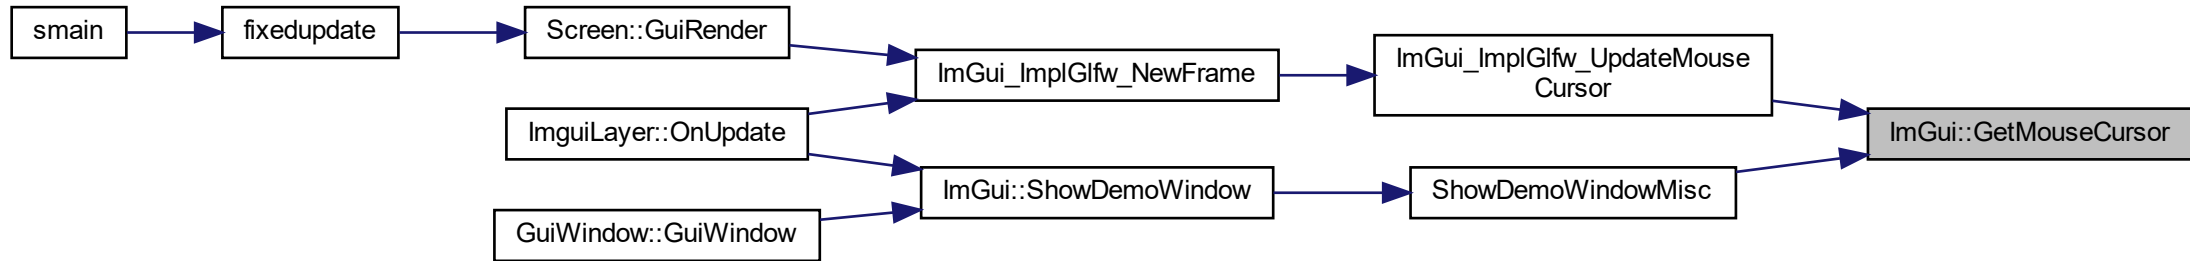 smain
fixedupdate
Screen::GuiRender
ImGui_ImplGlfw_NewFrame
ImGui_ImplGlfw_UpdateMouse
Cursor
ImGui::GetMouseCursor
ImguiLayer::OnUpdate
ImGui::ShowDemoWindow
ShowDemoWindowMisc
GuiWindow::GuiWindow